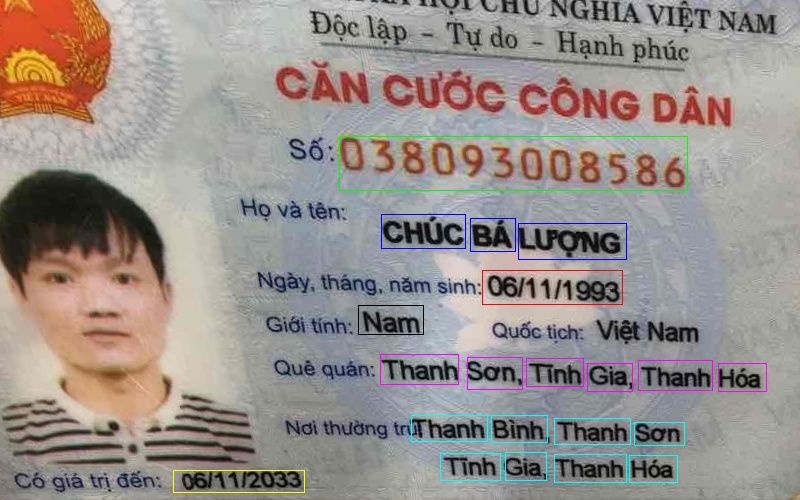 HỘI CHỦ NGHĨA VIỆT NAM
Độc lập - Tự do - Hạnh phúc
VIỆT NAM
CĂN CƯỚC CÔNG DÂN
Số: 038093008586
Họ và tên:
CHÚC BÁ LƯỢNG
Ngày, tháng, năm sinh: 06/11/1993
Giới tính: Nam Quốc tịch: Việt Nam
Quê quán: Thanh Sơn, Tĩnh Gia, Thanh Hóa
Nơi thường trú Thanh Bình, Thanh Sơn
Tĩnh Gia, Thanh Hóa
Có giá trị đến: 06/11/2033